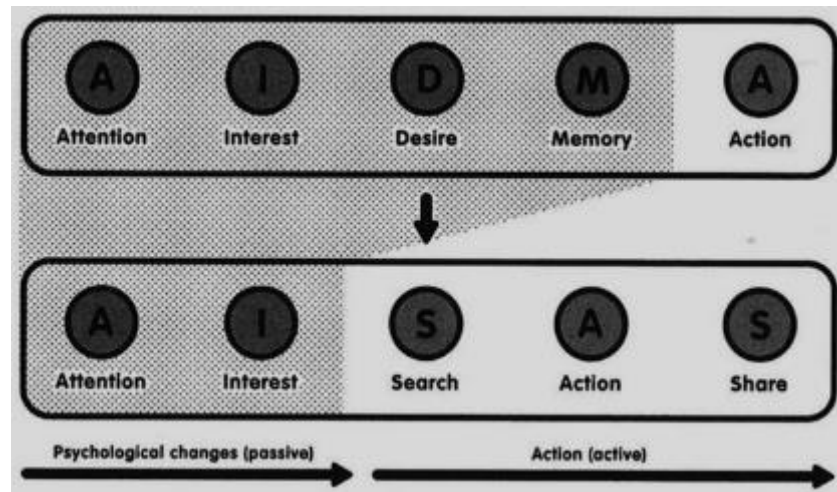 A I D M A
Attention Interest Desire Memory Action
A I S A S
Attention Interest Search Action Share
Psychological changes (passive) Action (active)